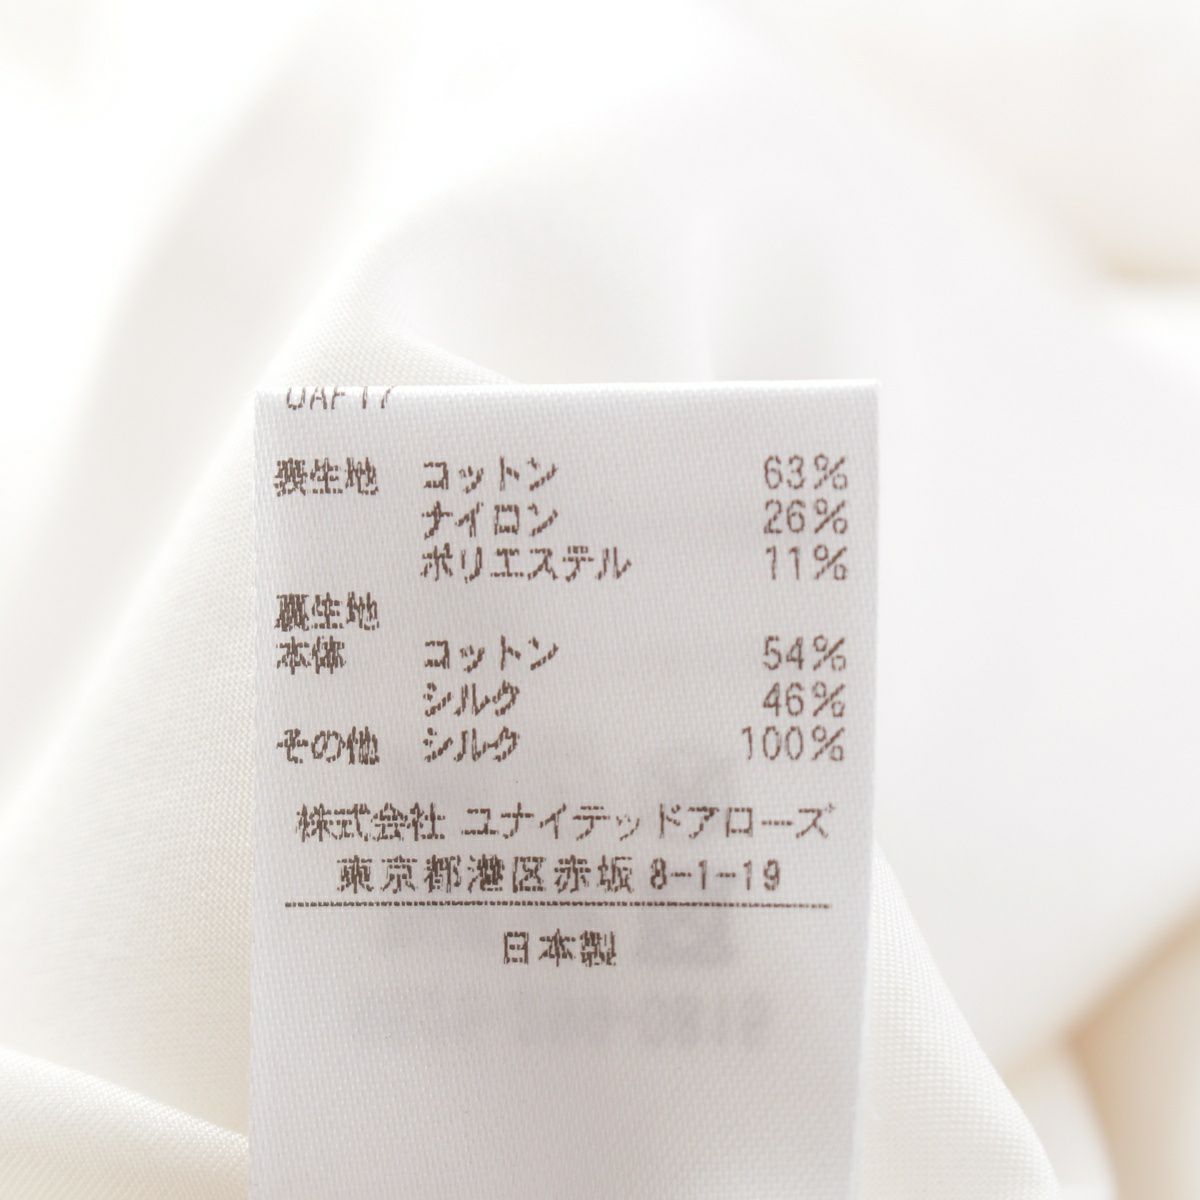 表生地 コットン 63%
ナイロン 26%
ポリエステル 11%
裏生地
本体 コットン 54%
シルク 46%
その他 シルク 100%
株式会社 ユナイテッドアローズ
東京都港区赤坂 8-1-19
日本製